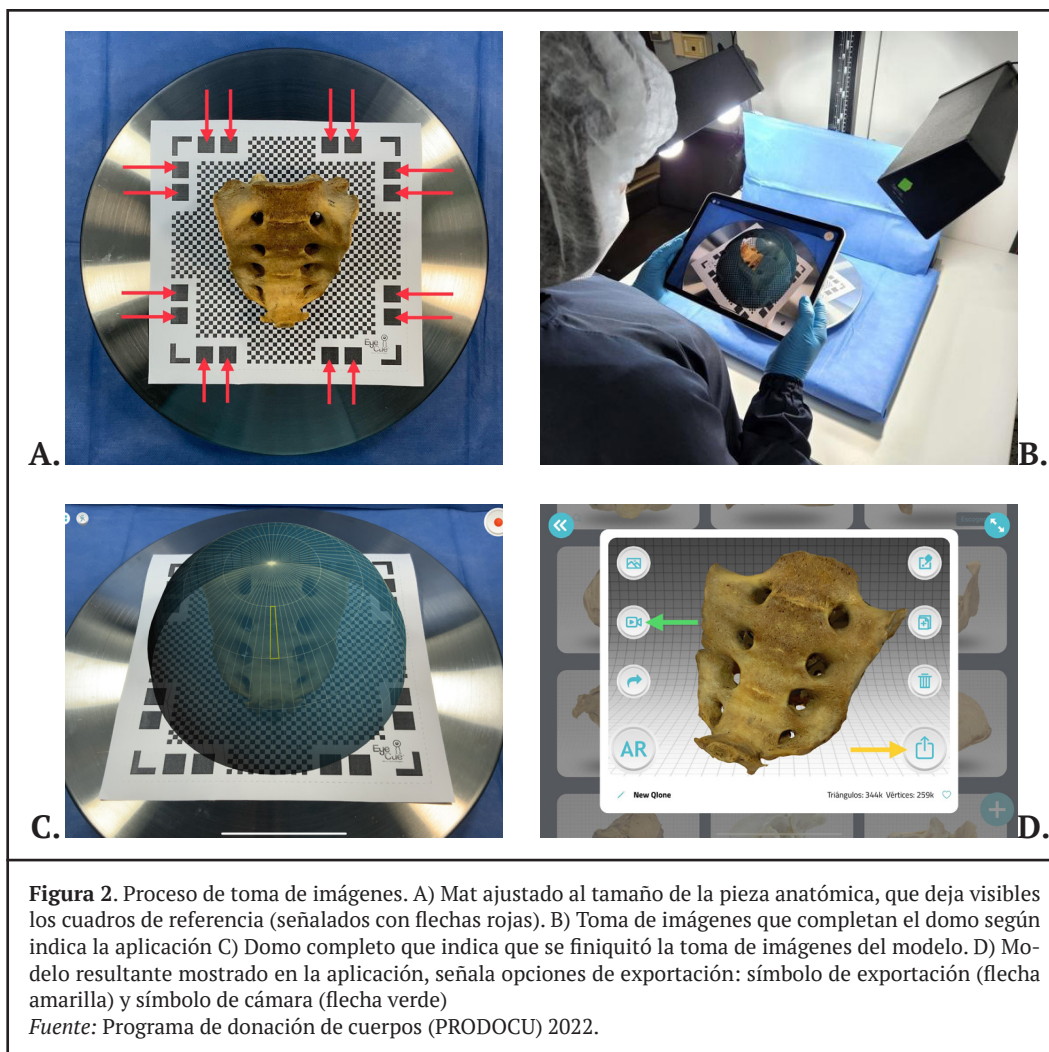 A.
B.
EyeCue
C.
EyeCue
D.
AR
New Qlone
Triángulos: 344k Vértices: 259k
Figura 2. Proceso de toma de imágenes. A) Mat ajustado al tamaño de la pieza anatómica, que deja visibles
los cuadros de referencia (señalados con flechas rojas). B) Toma de imágenes que completan el domo según
indica la aplicación C) Domo completo que indica que se finiquitó la toma de imágenes del modelo. D) Mo-
delo resultante mostrado en la aplicación, señala opciones de exportación: símbolo de exportación (flecha
amarilla) y símbolo de cámara (flecha verde)
Fuente: Programa de donación de cuerpos (PRODOCU) 2022.